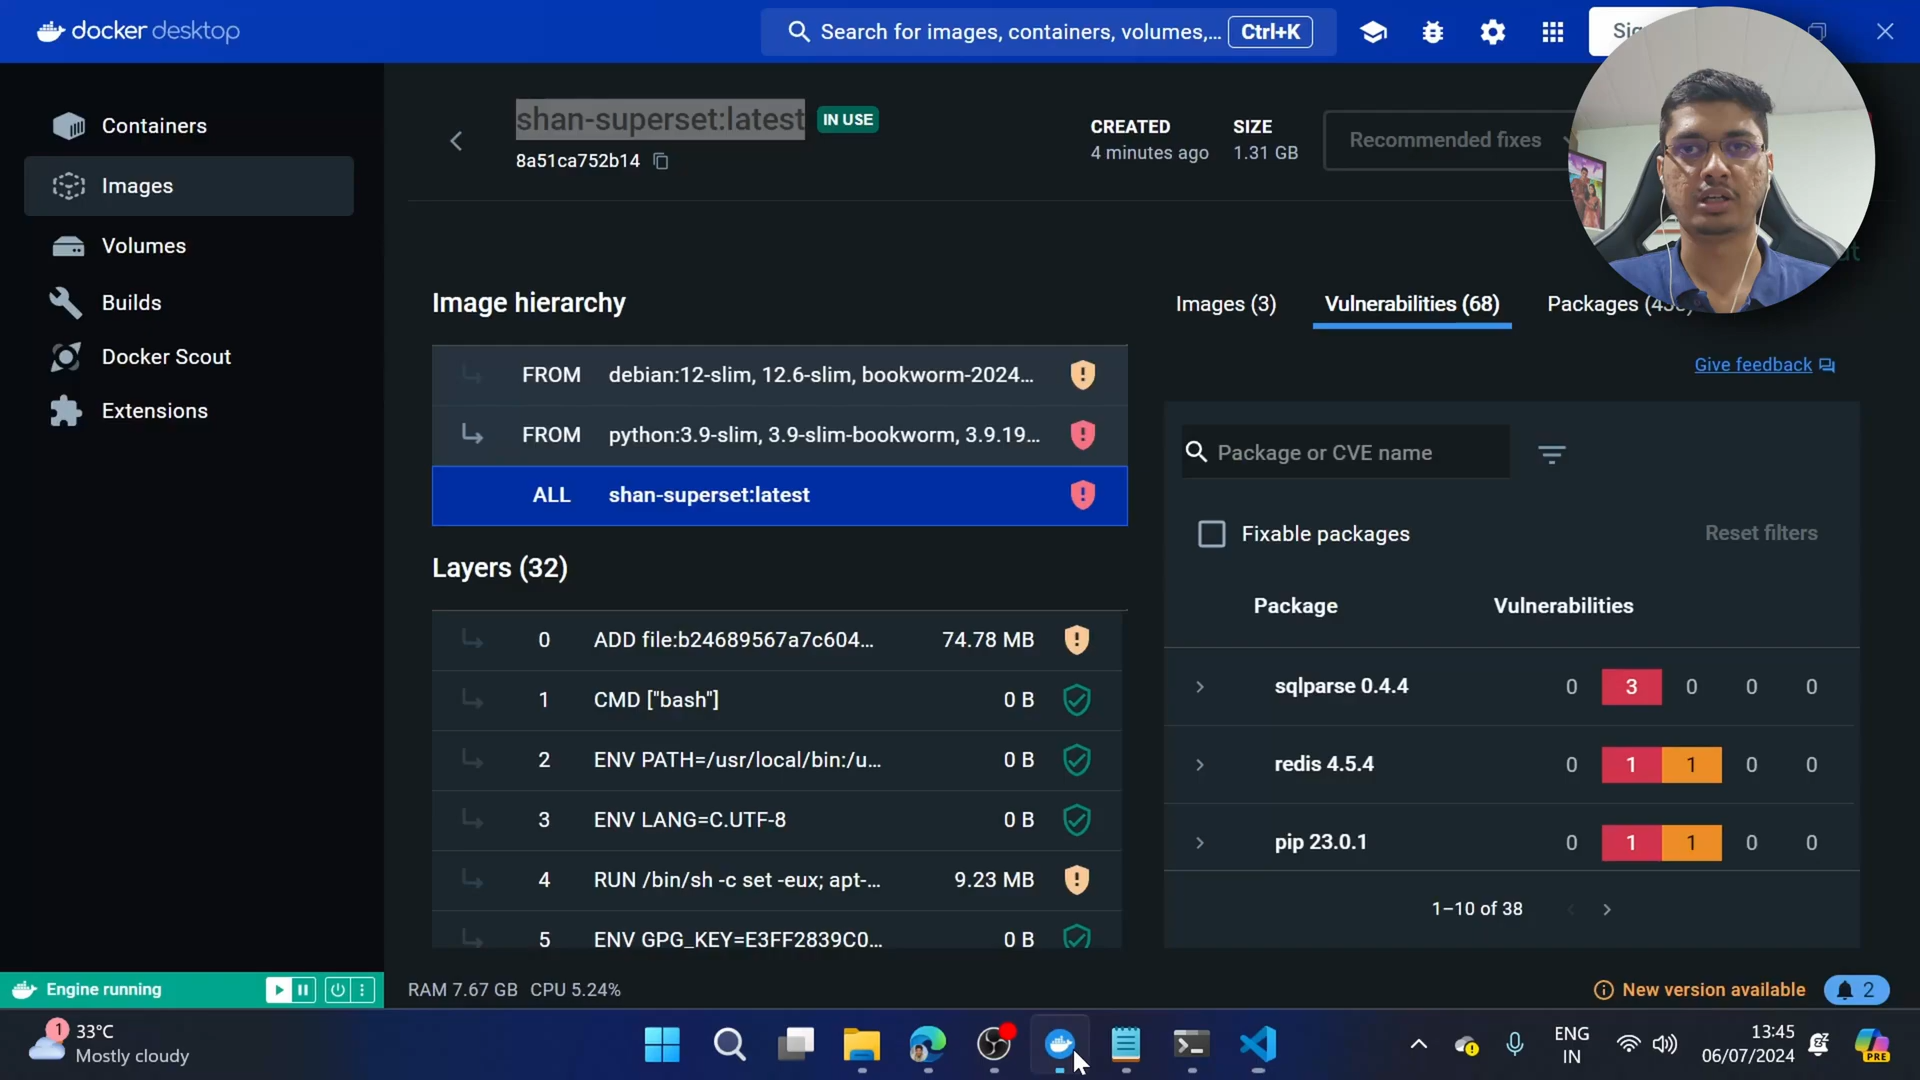 docker desktop
Search for images, containers, volumes,... Ctrl+K
Containers
Images
Volumes
Builds
Docker Scout
Extensions
shan-superset:latest IN USE
8a51ca752b14
CREATED
4 minutes ago
SIZE
1.31 GB
Recommended fixes
Image hierarchy
FROM debian:12-slim, 12.6-slim, bookworm-2024...
FROM python:3.9-slim, 3.9-slim-bookworm, 3.9.19...
ALL shan-superset:latest
Layers (32)
0 ADD file:b24689567a7c604... 74.78 MB
1 CMD ["bash"] 0 B
2 ENV PATH=/usr/local/bin:/u... 0 B
3 ENV LANG=C.UTF-8 0 B
4 RUN /bin/sh -c set -eux; apt-... 9.23 MB
5 ENV GPG_KEY=E3FF2839C0... 0 B
Images (3) Vulnerabilities (68) Packages
Give feedback
Package or CVE name
Fixable packages Reset filters
Package Vulnerabilities
sqlparse 0.4.4 0 3 0 0 0
redis 4.5.4 0 1 1 0 0
pip 23.0.1 0 1 1 0 0
1–10 of 38
Engine running
RAM 7.67 GB CPU 5.24%
New version available 2
1
33°C
Mostly cloudy
ENG
IN
13:45
06/07/2024
PRE